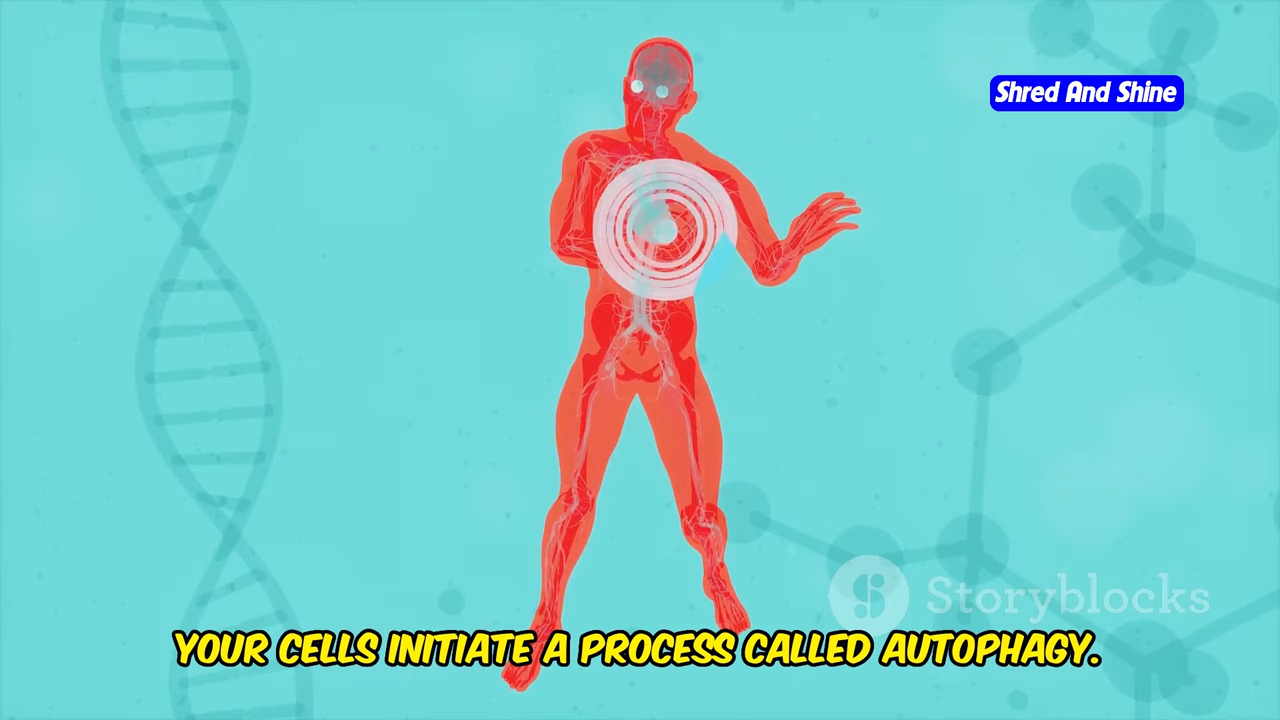 Shred And Shine
Storyblocks
YOUR CELLS INITIATE A PROCESS CALLED AUTOPHAGY.